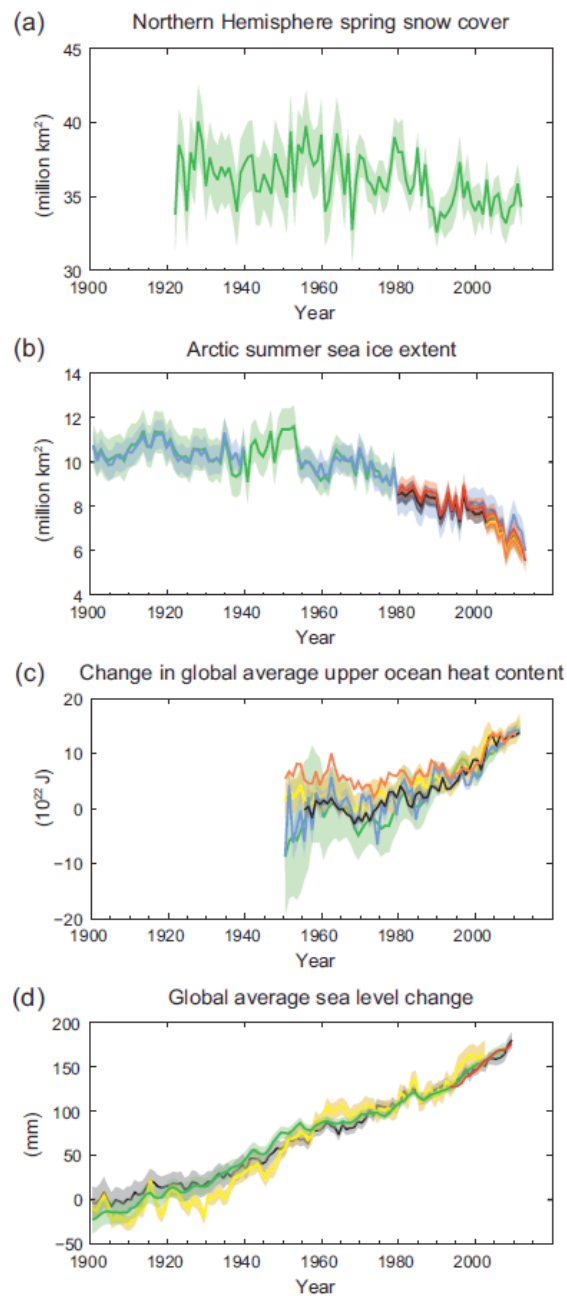 (a) Northern Hemisphere spring snow cover
45
40
35
30
(million km²)
1900 1920 1940 1960 1980 2000
Year
(b) Arctic summer sea ice extent
14
12
10
8
6
4
(million km²)
1900 1920 1940 1960 1980 2000
Year
(c) Change in global average upper ocean heat content
20
10
0
−10
−20
(10²² J)
1900 1920 1940 1960 1980 2000
Year
(d) Global average sea level change
200
150
100
50
0
−50
(mm)
1900 1920 1940 1960 1980 2000
Year